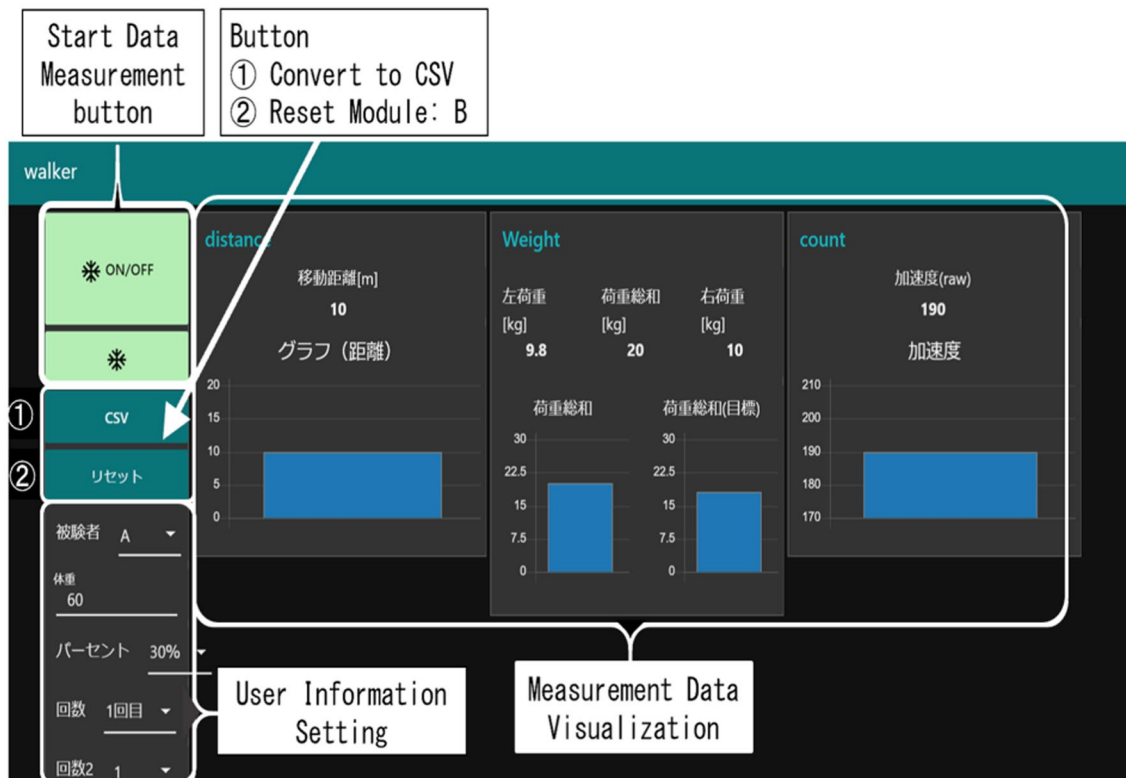 Start Data
Measurement
button
Button
① Convert to CSV
② Reset Module: B
walker
ON/OFF
①
CSV
②
リセット
被験者 A
体重
60
パーセント 30%
回数 1回目
回数2 1
distance
移動距離[m]
10
グラフ（距離）
20
15
10
5
0
Weight
左荷重 荷重総和 右荷重
[kg] [kg] [kg]
9.8 20 10
荷重総和 荷重総和(目標)
30 30
22.5 22.5
15 15
7.5 7.5
0 0
count
加速度(raw)
190
加速度
210
200
190
180
170
User Information
Setting
Measurement Data
Visualization